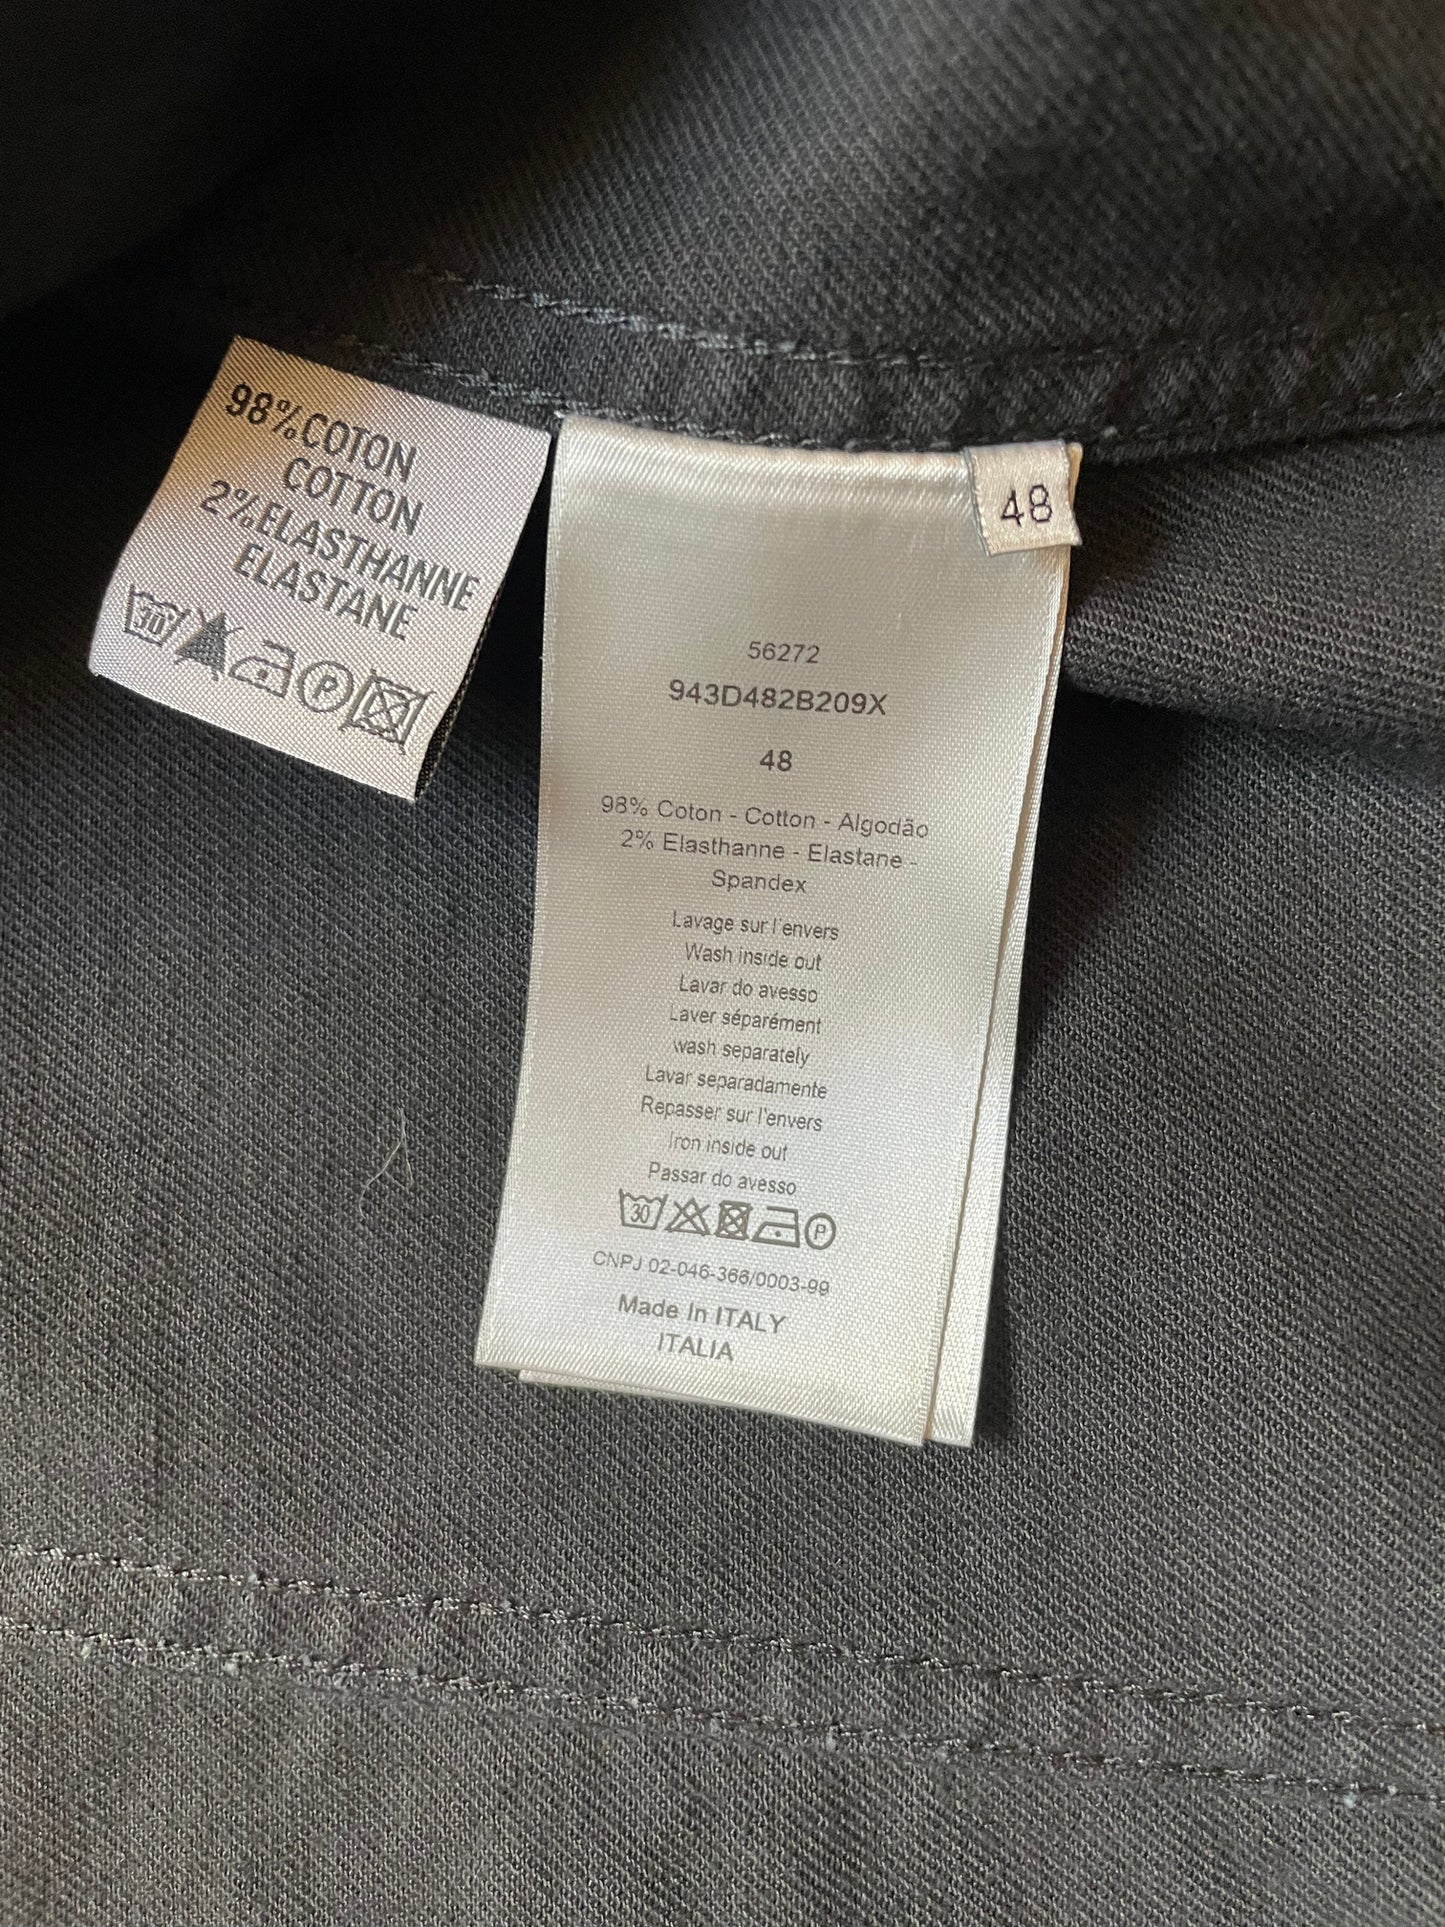 98%COTON
COTTON
2%ELASTHANNE
ELASTANE
30
P
48
56272
943D482B209X
48
98% Coton - Cotton - Algodão
2% Elasthanne - Elastane -
Spandex
Lavage sur l'envers
Wash inside out
Lavar do avesso
Laver séparément
wash separately
Lavar separadamente
Repasser sur l'envers
Iron inside out
Passar do avesso
30 P
CNPJ 02-046-366/0003-99
Made In ITALY
ITALIA